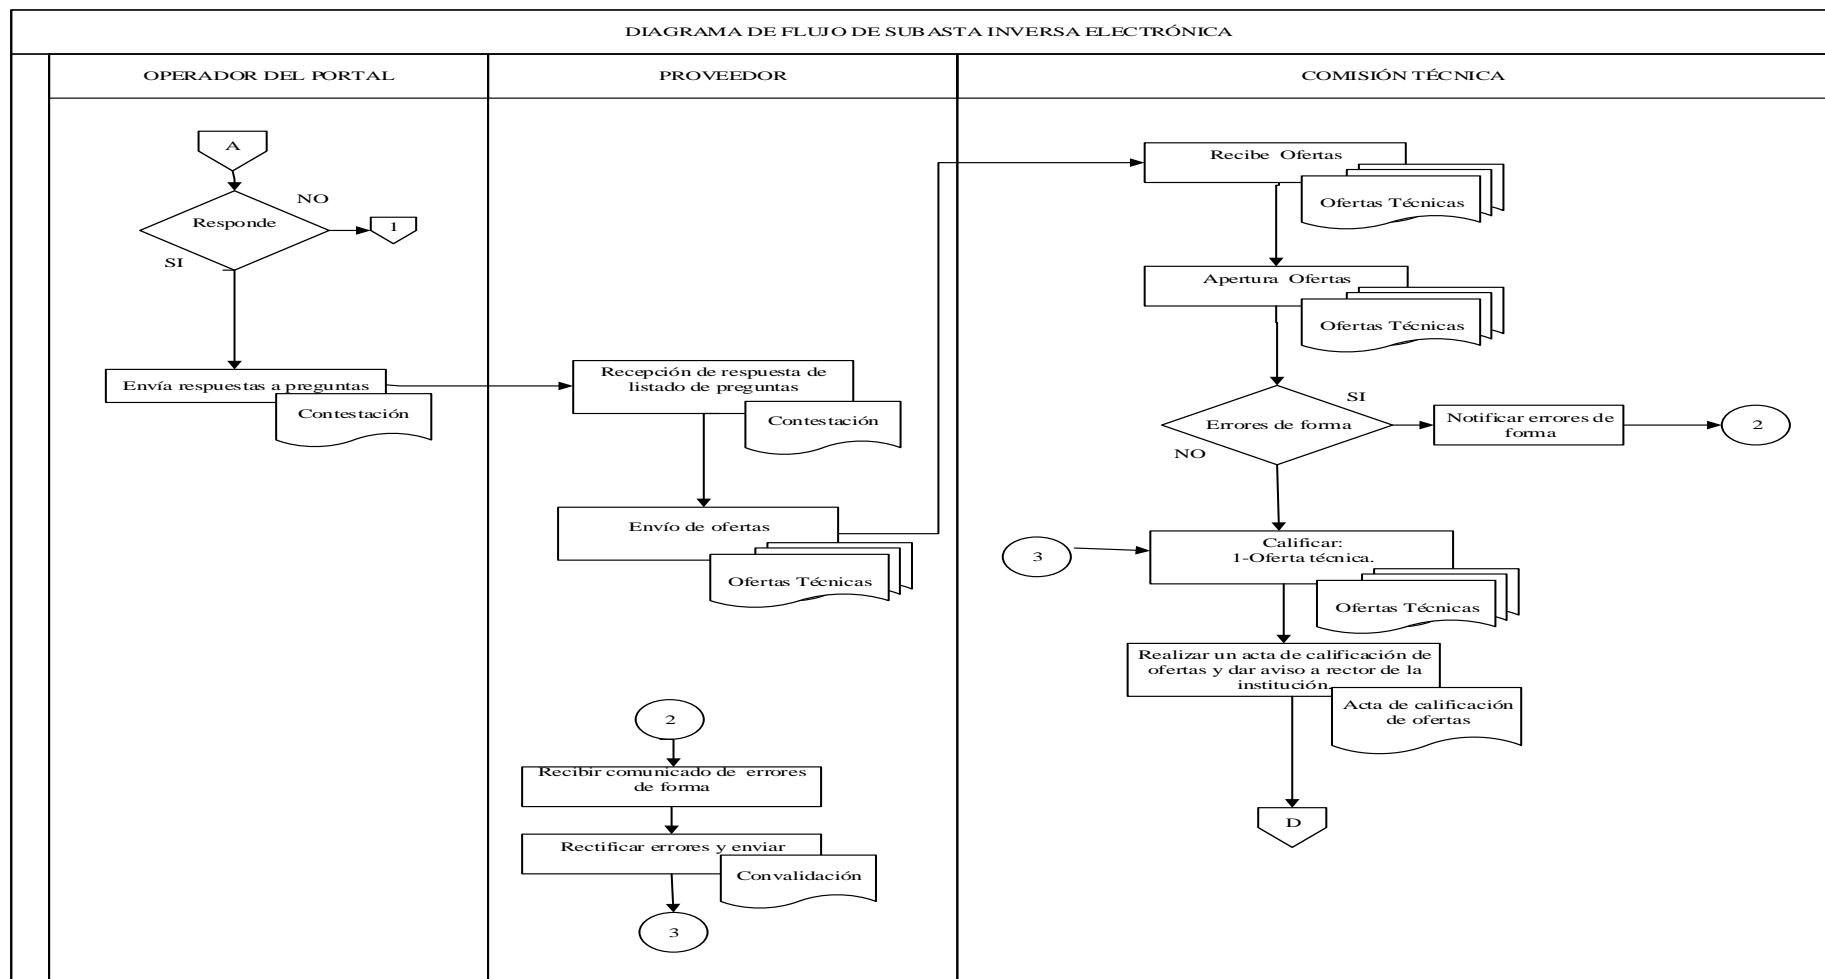 DIAGRAMA DE FLUJO DE SUBASTA INVERSA ELECTRÓNICA
OPERADOR DEL PORTAL
PROVEEDOR
COMISIÓN TÉCNICA
A
NO
Responde
1
SI
Envía respuestas a preguntas
Contestación
Recepción de respuesta de
listado de preguntas
Contestación
Envío de ofertas
Ofertas Técnicas
2
Recibir comunicado de errores
de forma
Rectificar errores y enviar
Convalidación
3
Recibe Ofertas
Ofertas Técnicas
Apertura Ofertas
Ofertas Técnicas
SI
Errores de forma
NO
Notificar errores de
forma
2
3
Calificar:
1-Oferta técnica.
Ofertas Técnicas
Realizar un acta de calificación de
ofertas y dar aviso a rector de la
institución.
Acta de calificación
de ofertas
D